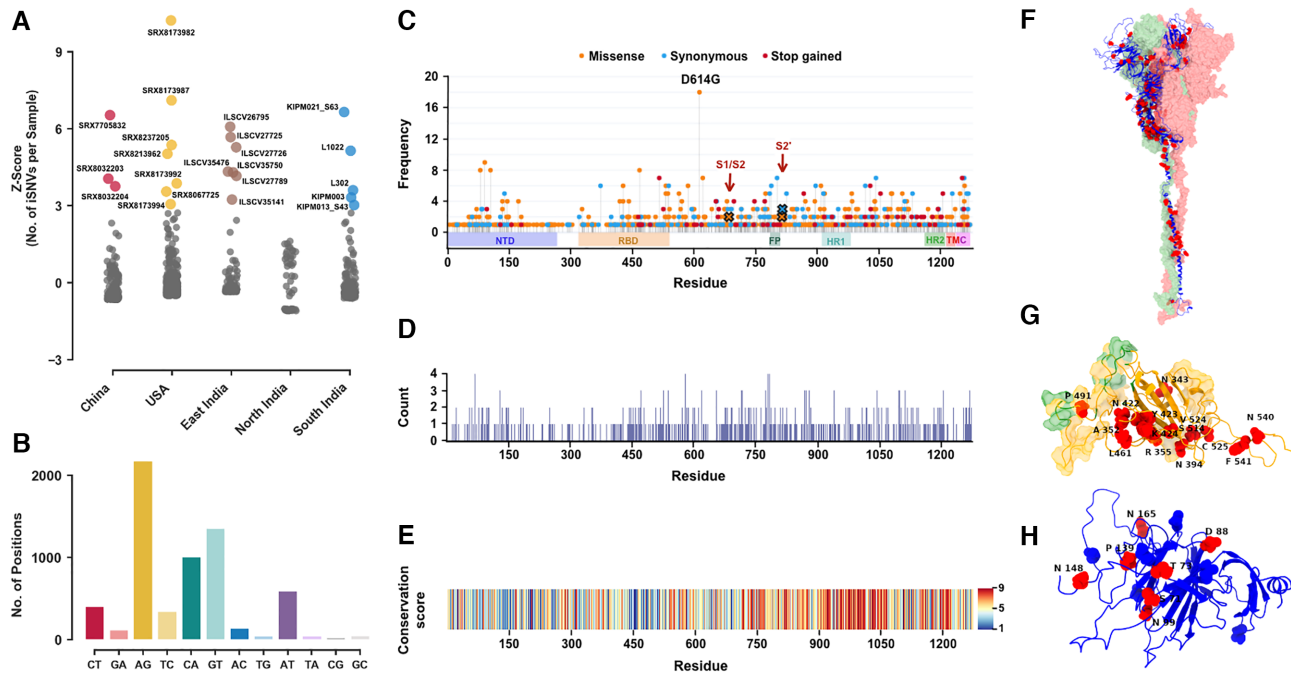 A
Z-Score
(No. of iSNVs per Sample)
9
6
3
0
−3
SRX8173982
SRX8173987
SRX7705832
SRX8237205
SRX8213962
SRX8032203
SRX8173992
SRX8067725
SRX8032204
SRX8173994
ILSCV26795
ILSCV27725
ILSCV27726
ILSCV35476
ILSCV35750
ILSCV27789
ILSCV35141
KIPM021_S63
L1022
L302
KIPM003
KIPM013_S43
China
USA
East India
North India
South India
B
No. of Positions
2000
1000
0
CT GA AG TC CA GT AC TG AT TA CG GC
C
Missense Synonymous Stop gained
D614G
S1/S2
S2'
Frequency
20
16
12
8
4
0
NTD RBD FP HR1 HR2 TM C
0 150 300 450 600 750 900 1050 1200
Residue
D
Count
4
3
2
1
0
150 300 450 600 750 900 1050 1200
Residue
E
Conservation
score
9
5
1
150 300 450 600 750 900 1050 1200
Residue
F
G
N 343
P 491
N 422
Y 423
V 524
N 540
A 352
S 514
C 525
L461
R 355
N 394
F 541
H
N 165
D 88
P 139
T 73
N 148
N 99